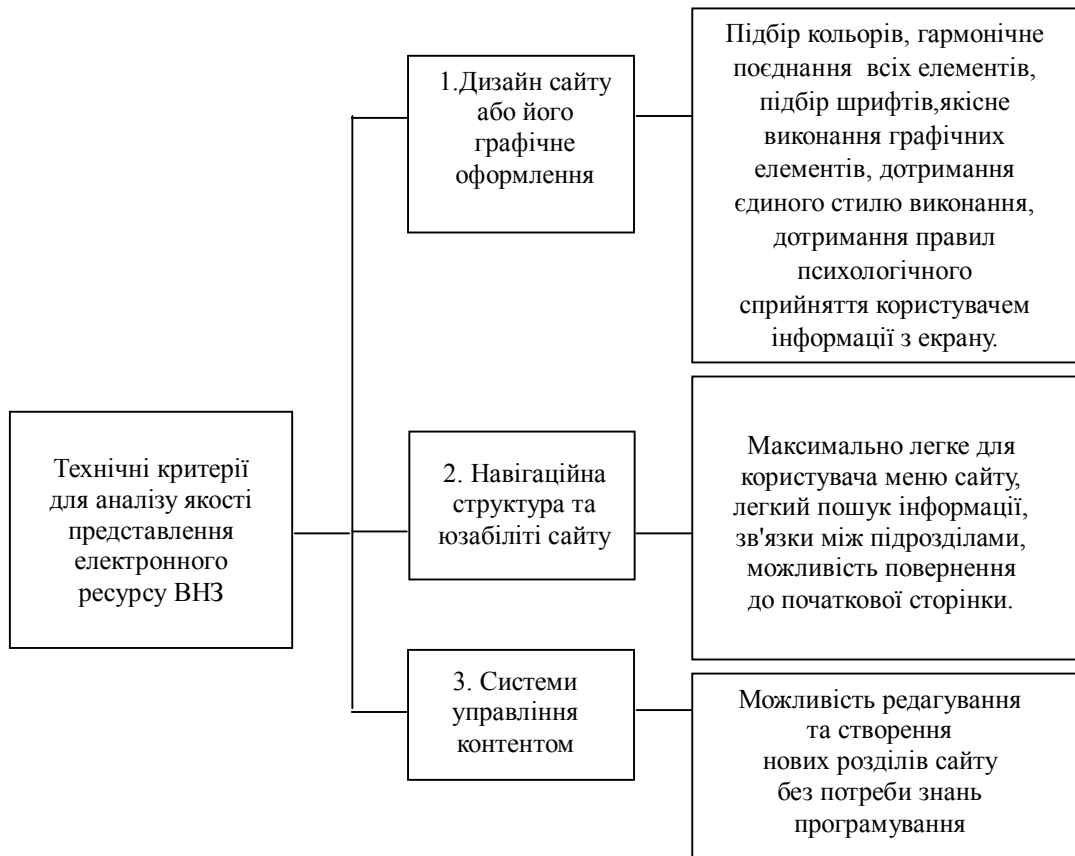 Технічні критерії
для аналізу якості
представлення
електронного
ресурсу ВНЗ
1.Дизайн сайту
або його
графічне
оформлення
Підбір кольорів, гармонічне
поєднання всіх елементів,
підбір шрифтів,якісне
виконання графічних
елементів, дотримання
єдиного стилю виконання,
дотримання правил
психологічного
сприйняття користувачем
інформації з екрану.
2. Навігаційна
структура та
юзабіліті сайту
Максимально легке для
користувача меню сайту,
легкий пошук інформації,
зв'язки між підрозділами,
можливість повернення
до початкової сторінки.
3. Системи
управління
контентом
Можливість редагування
та створення
нових розділів сайту
без потреби знань
програмування